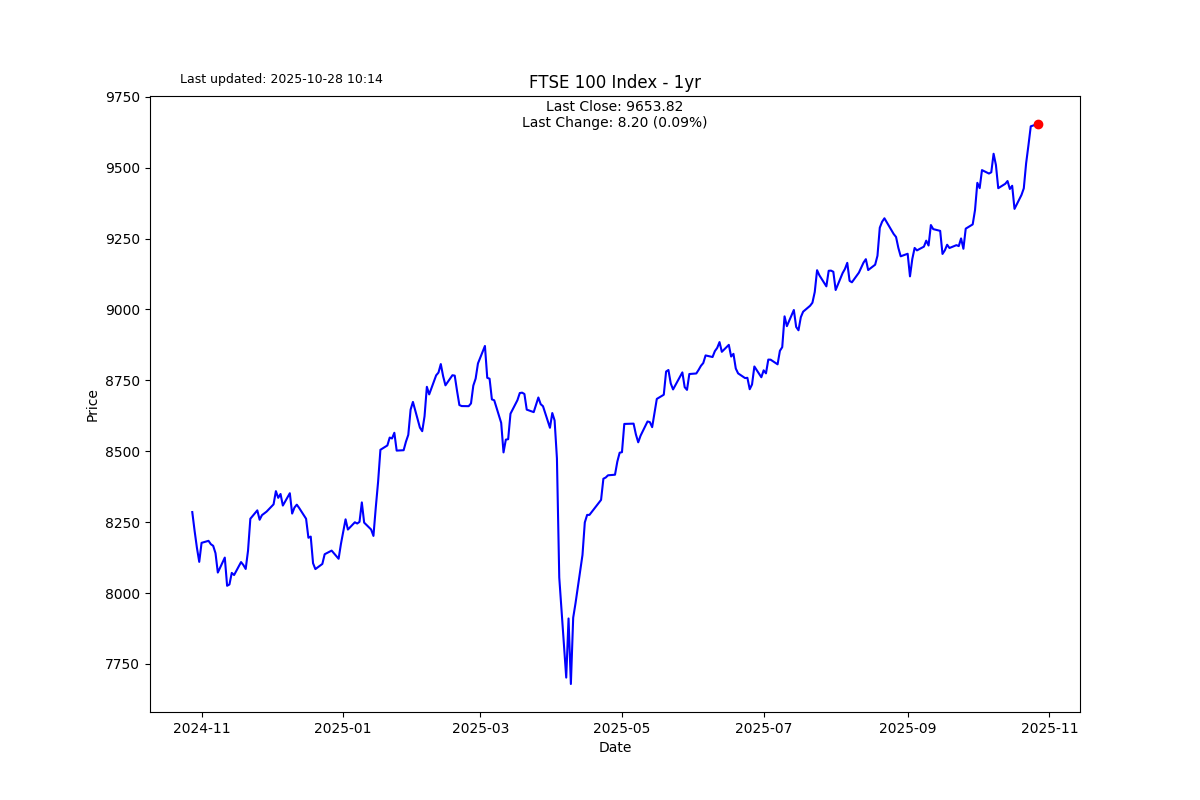 Last updated: 2025-10-28 10:14
FTSE 100 Index - 1yr
Last Close: 9653.82
Last Change: 8.20 (0.09%)
9750
9500
9250
9000
8750
8500
8250
8000
7750
Price
2024-11
2025-01
2025-03
2025-05
2025-07
2025-09
2025-11
Date